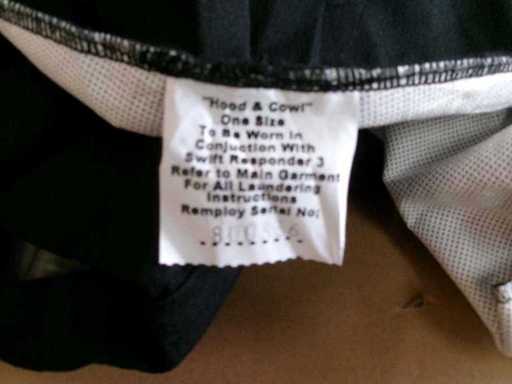 "Hood & Cowl"
One Size
To Be Worn In
Conjuction With
Swift Responder 3
Refer to Main Garment
For All Laundering
Instructions
Remploy Serial No: